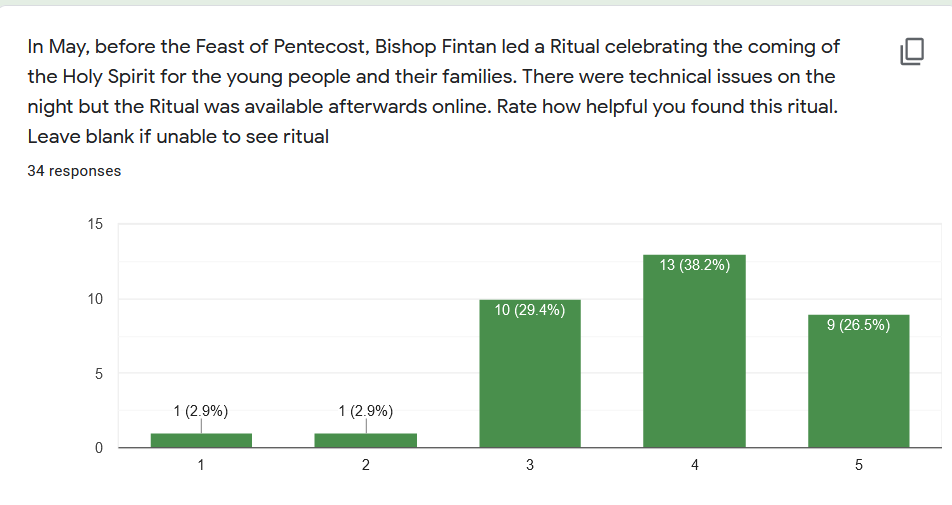 In May, before the Feast of Pentecost, Bishop Fintan led a Ritual celebrating the coming of
the Holy Spirit for the young people and their families. There were technical issues on the
night but the Ritual was available afterwards online. Rate how helpful you found this ritual.
Leave blank if unable to see ritual
34 responses
15
10
5
0
1 (2.9%)
1 (2.9%)
10 (29.4%)
13 (38.2%)
9 (26.5%)
1 2 3 4 5